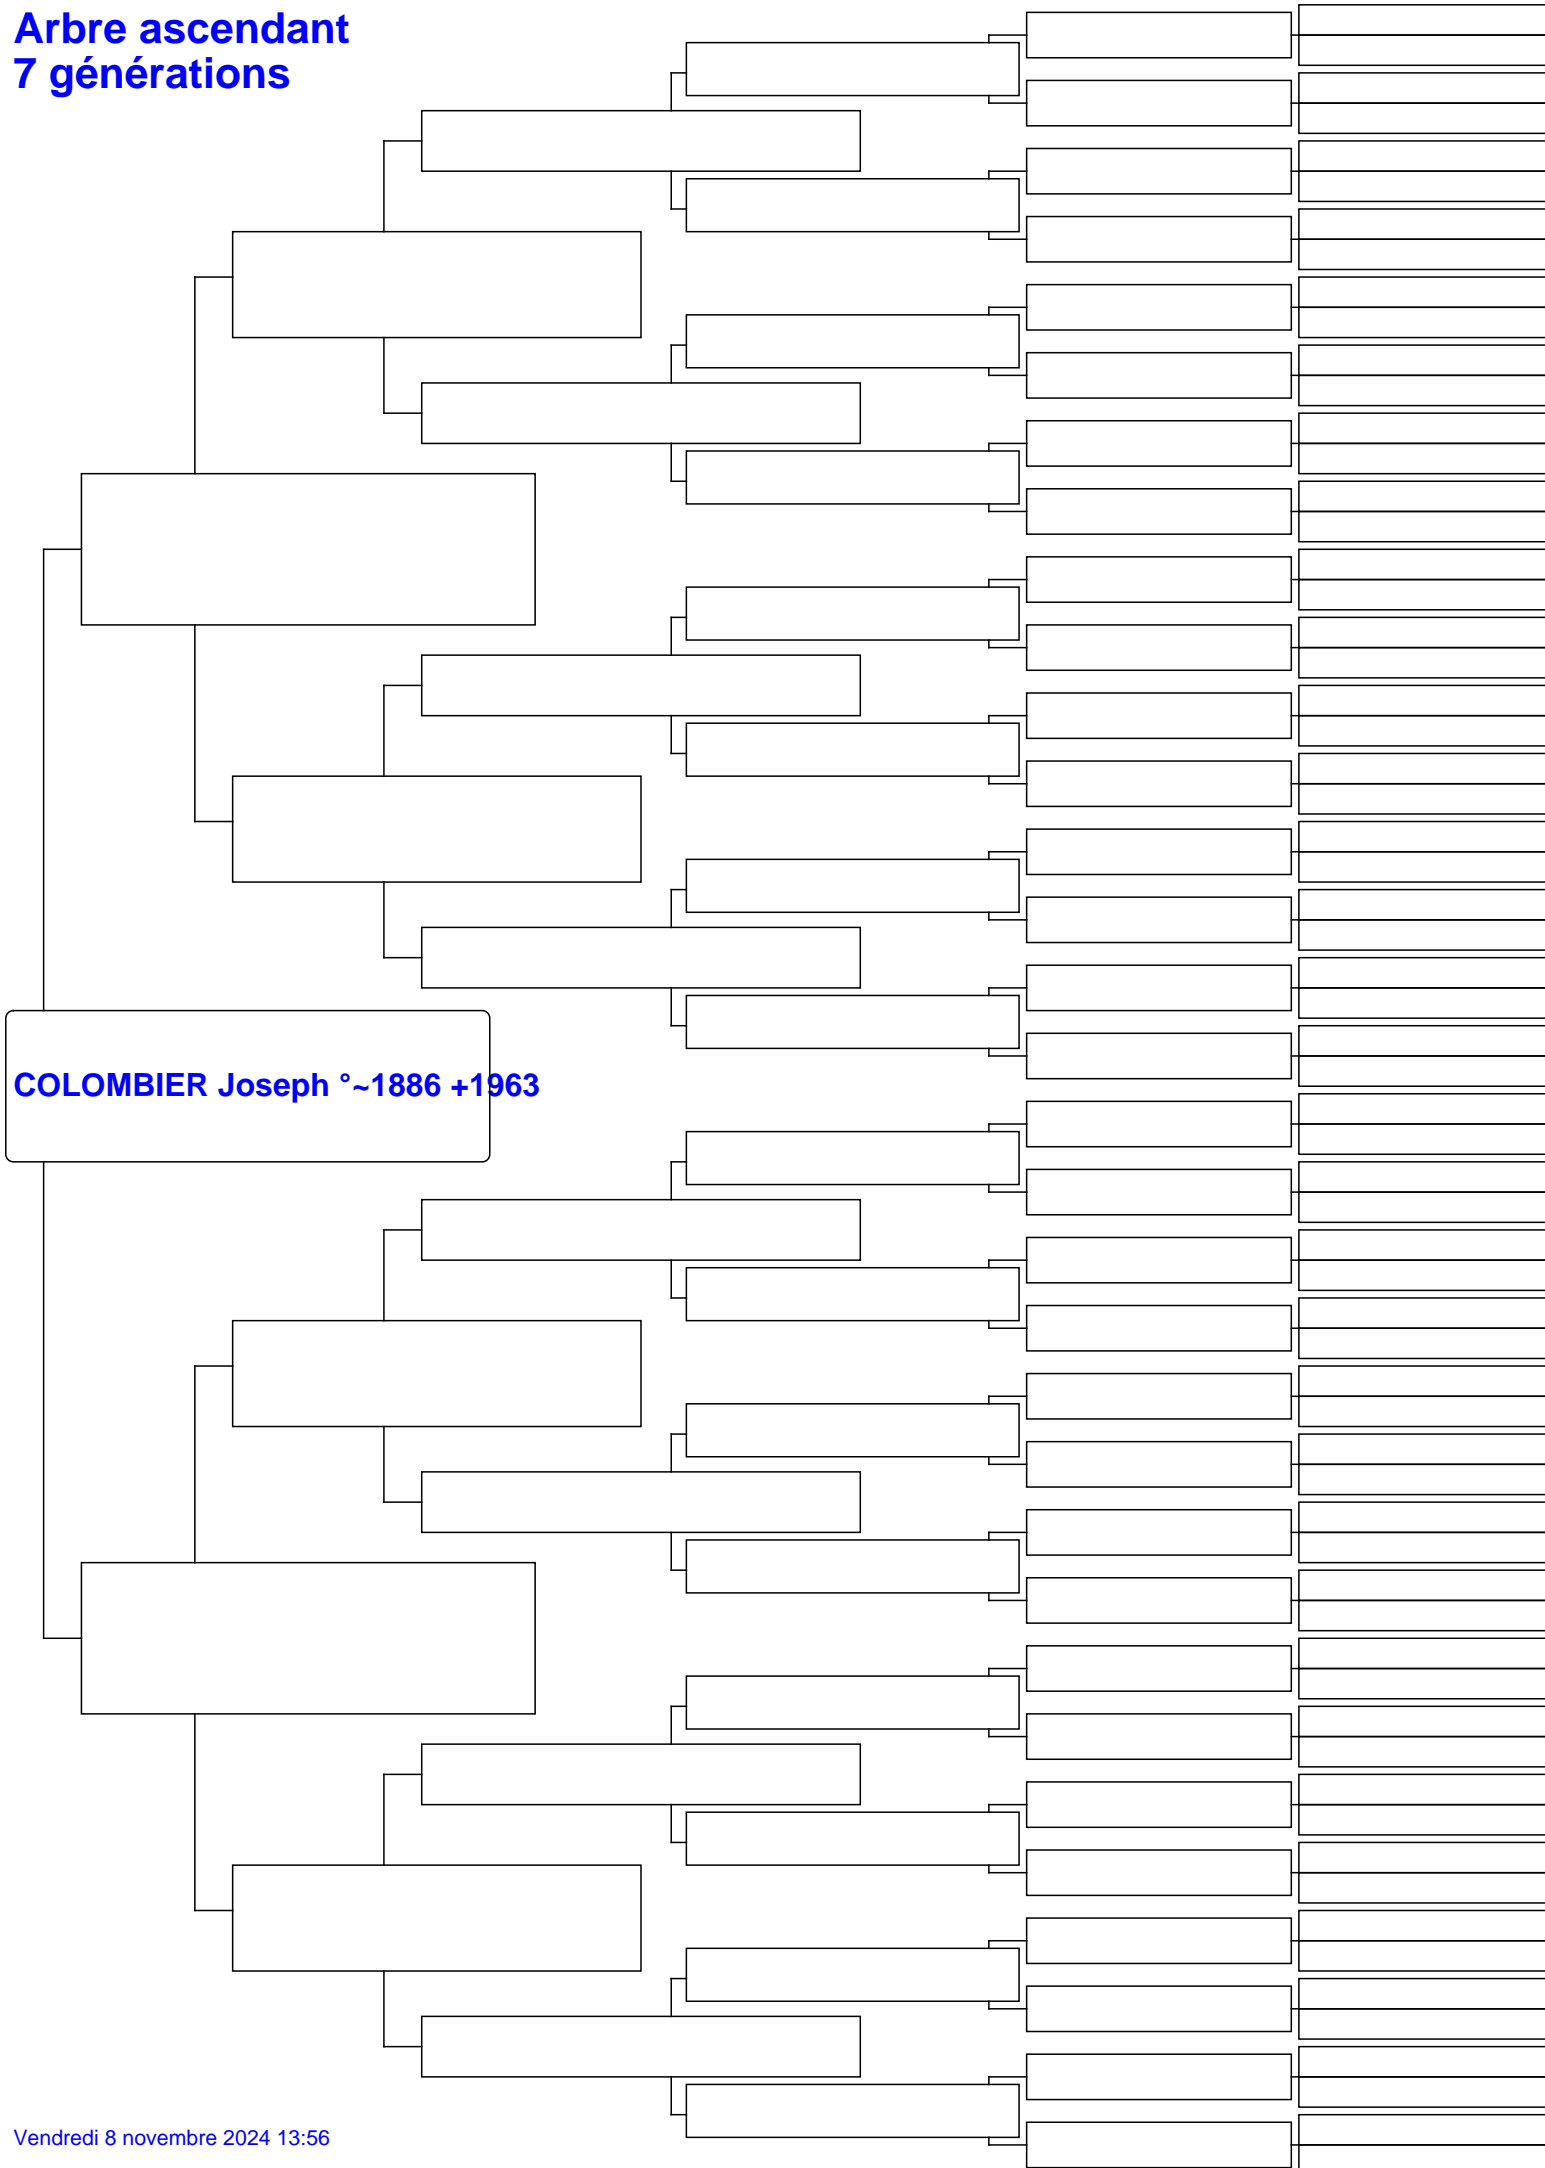 Arbre ascendant
7 générations
COLOMBIER Joseph °~1886 +1963
Vendredi 8 novembre 2024 13:56